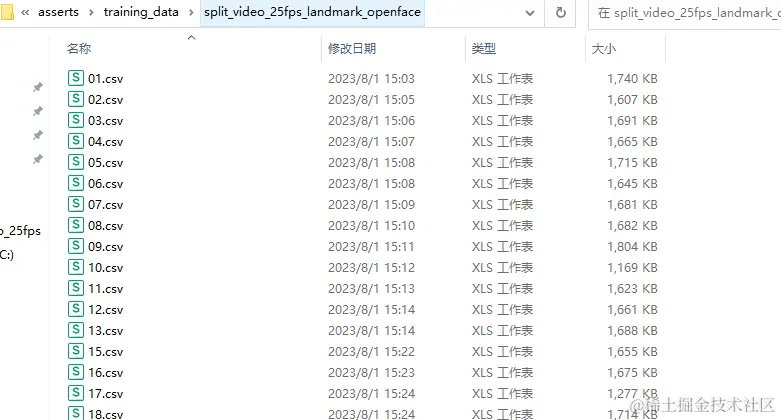 « asserts › training_data › split_video_25fps_landmark_openface
在 split_video_25fps_landmark_o
名称 修改日期 类型 大小
01.csv 2023/8/1 15:03 XLS 工作表 1,740 KB
02.csv 2023/8/1 15:05 XLS 工作表 1,607 KB
03.csv 2023/8/1 15:06 XLS 工作表 1,691 KB
04.csv 2023/8/1 15:07 XLS 工作表 1,665 KB
05.csv 2023/8/1 15:08 XLS 工作表 1,715 KB
06.csv 2023/8/1 15:08 XLS 工作表 1,645 KB
07.csv 2023/8/1 15:09 XLS 工作表 1,681 KB
08.csv 2023/8/1 15:10 XLS 工作表 1,682 KB
o_25fps
09.csv 2023/8/1 15:11 XLS 工作表 1,804 KB
C:)
10.csv 2023/8/1 15:12 XLS 工作表 1,169 KB
11.csv 2023/8/1 15:13 XLS 工作表 1,623 KB
12.csv 2023/8/1 15:14 XLS 工作表 1,661 KB
13.csv 2023/8/1 15:14 XLS 工作表 1,688 KB
15.csv 2023/8/1 15:22 XLS 工作表 1,655 KB
16.csv 2023/8/1 15:23 XLS 工作表 1,675 KB
17.csv 2023/8/1 15:24 XLS 工作表 1,277 KB
18.csv 2023/8/1 15:24 XLS 工作表 1,714 KB
@稀土掘金技术社区